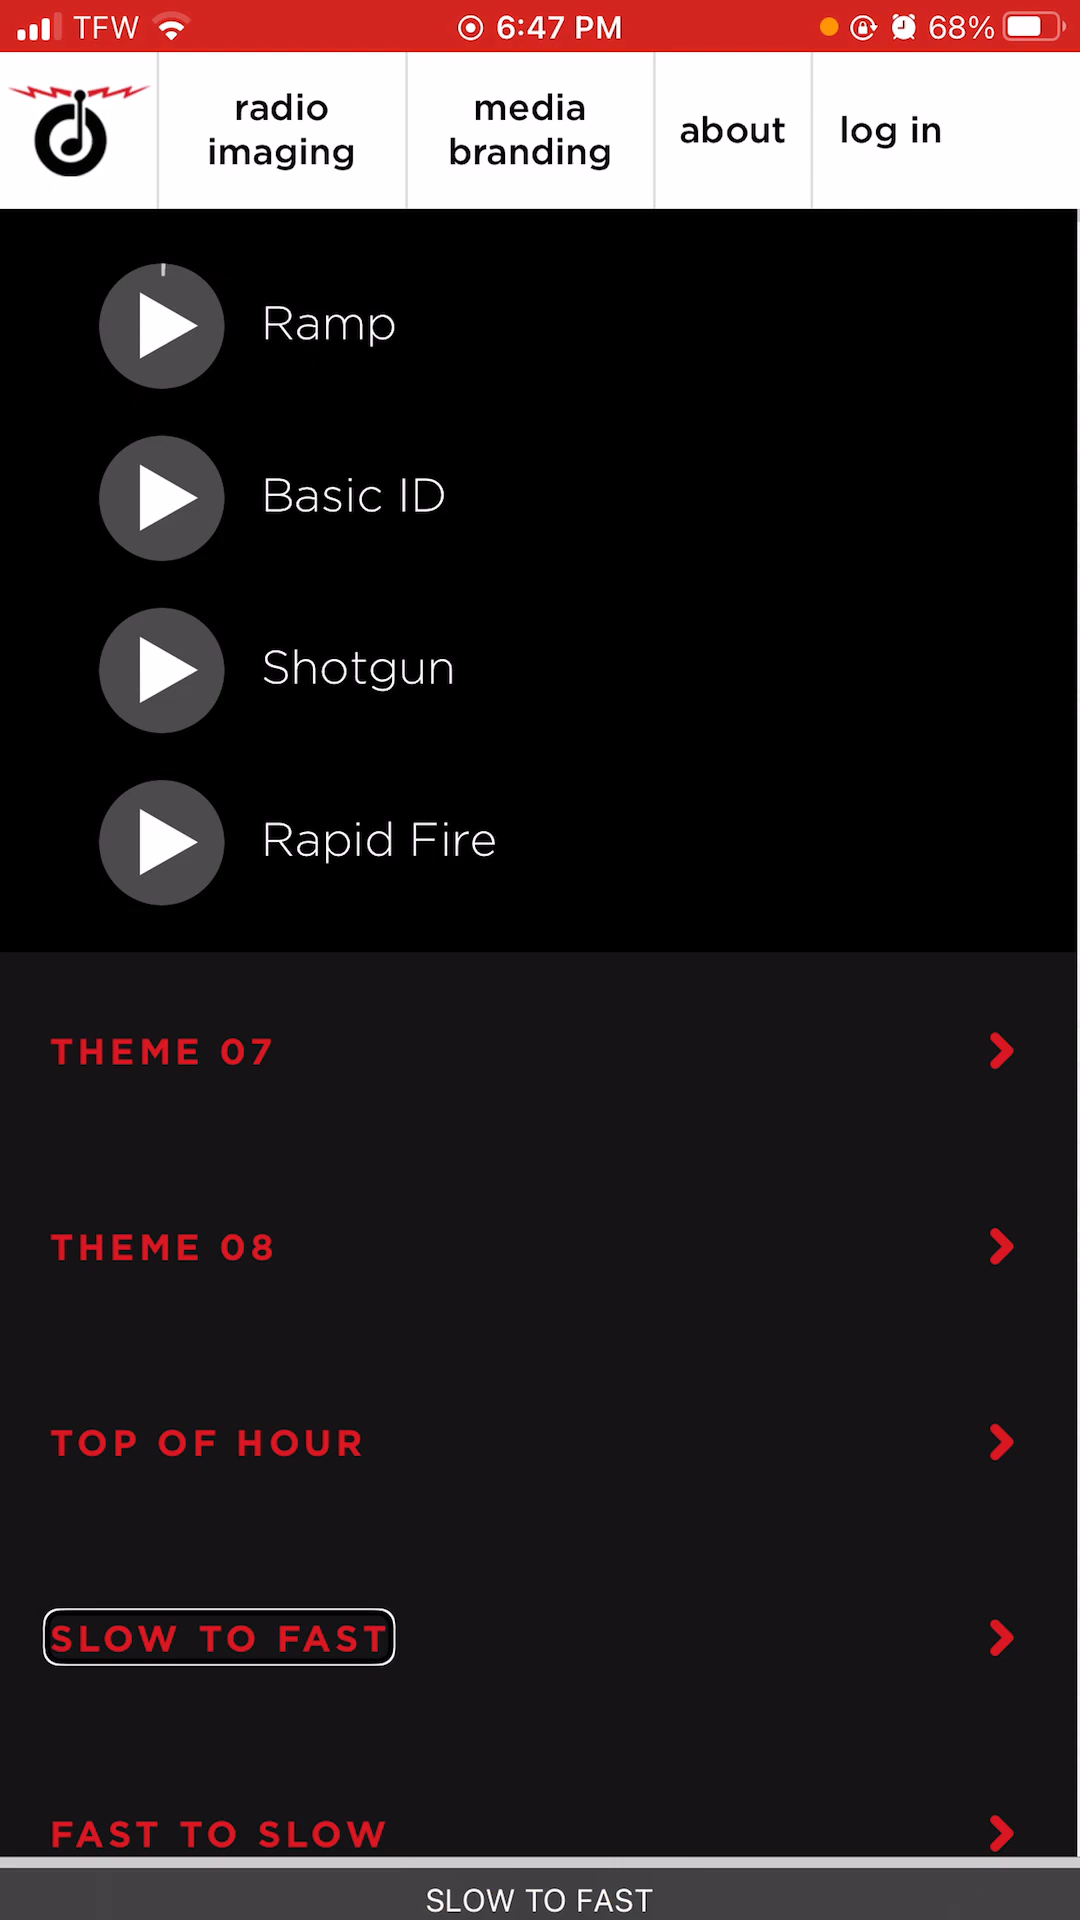 TFW 6:47 PM 68%
radio imaging
media branding
about
log in
Ramp
Basic ID
Shotgun
Rapid Fire
THEME 07
THEME 08
TOP OF HOUR
SLOW TO FAST
FAST TO SLOW
SLOW TO FAST